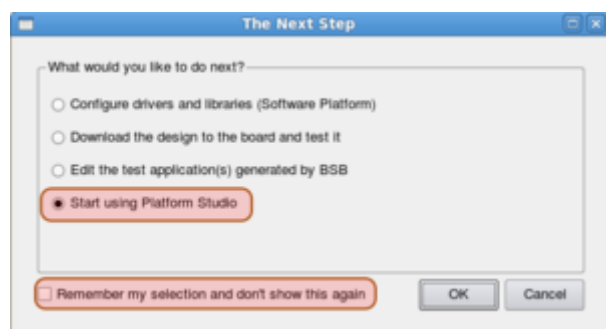 The Next Step
What would you like to do next?
Configure drivers and libraries (Software Platform)
Download the design to the board and test it
Edit the test application(s) generated by BSB
Start using Platform Studio
Remember my selection and don't show this again
OK
Cancel